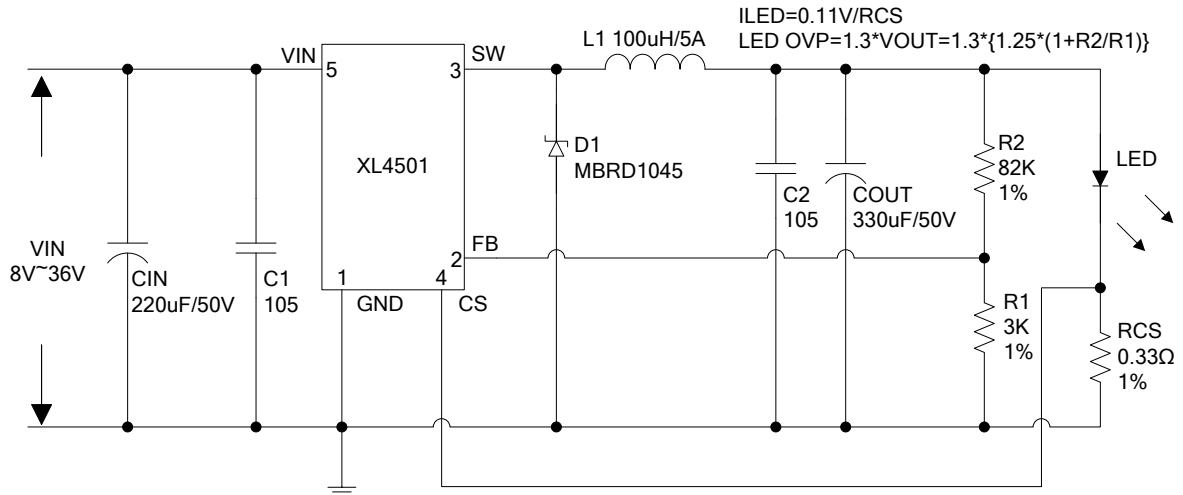 ILED=0.11V/RCS
LED OVP=1.3*VOUT=1.3*{1.25*(1+R2/R1)}
L1 100uH/5A
VIN
5
SW
3
XL4501
D1
MBRD1045
R2
82K
1%
LED
C2
105
COUT
330uF/50V
FB
2
VIN
8V~36V
CIN
220uF/50V
C1
105
1
GND
4
CS
R1
3K
1%
RCS
0.33Ω
1%